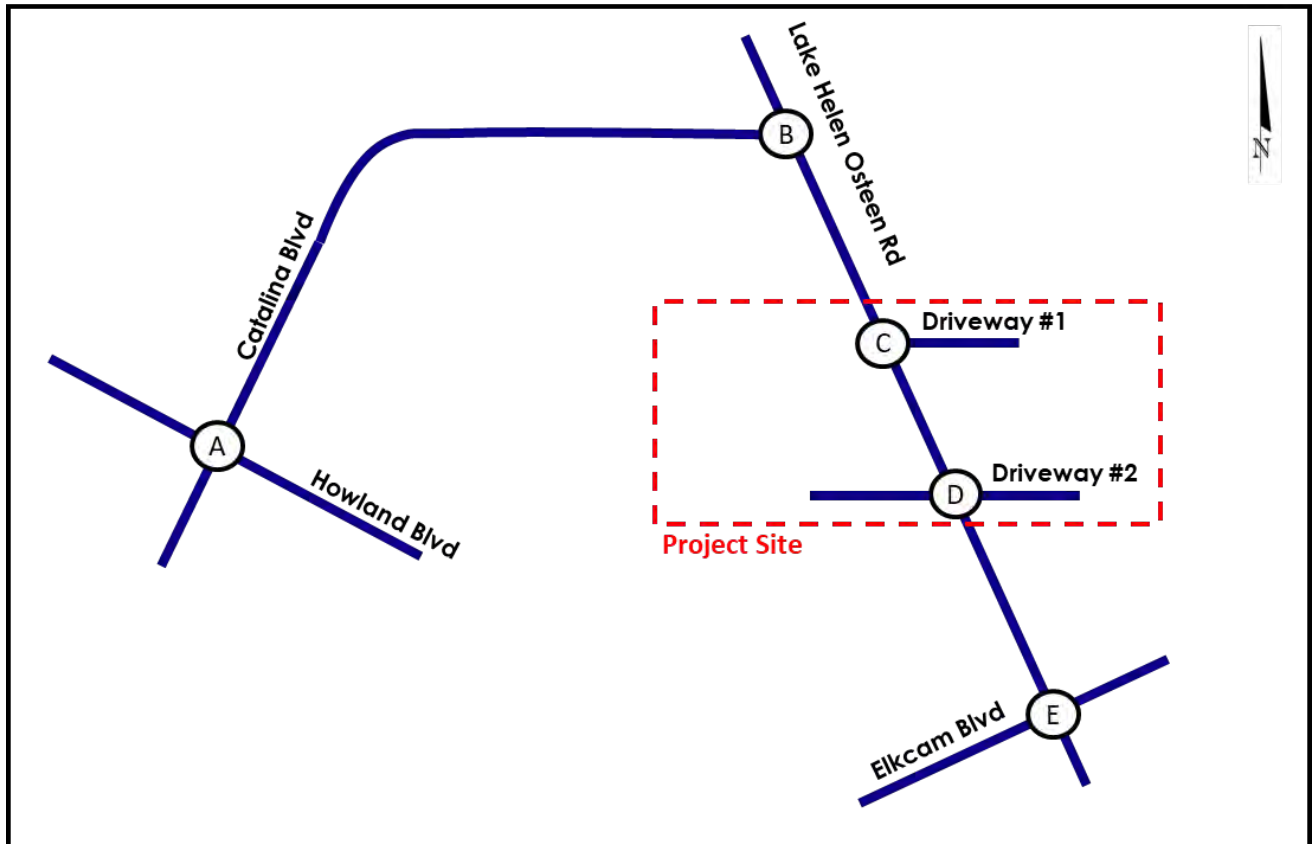 Lake Helen Osteen Rd
N
B
Catalina Blvd
Driveway #1
C
A
Howland Blvd
Driveway #2
D
Project Site
Elkcam Blvd
E